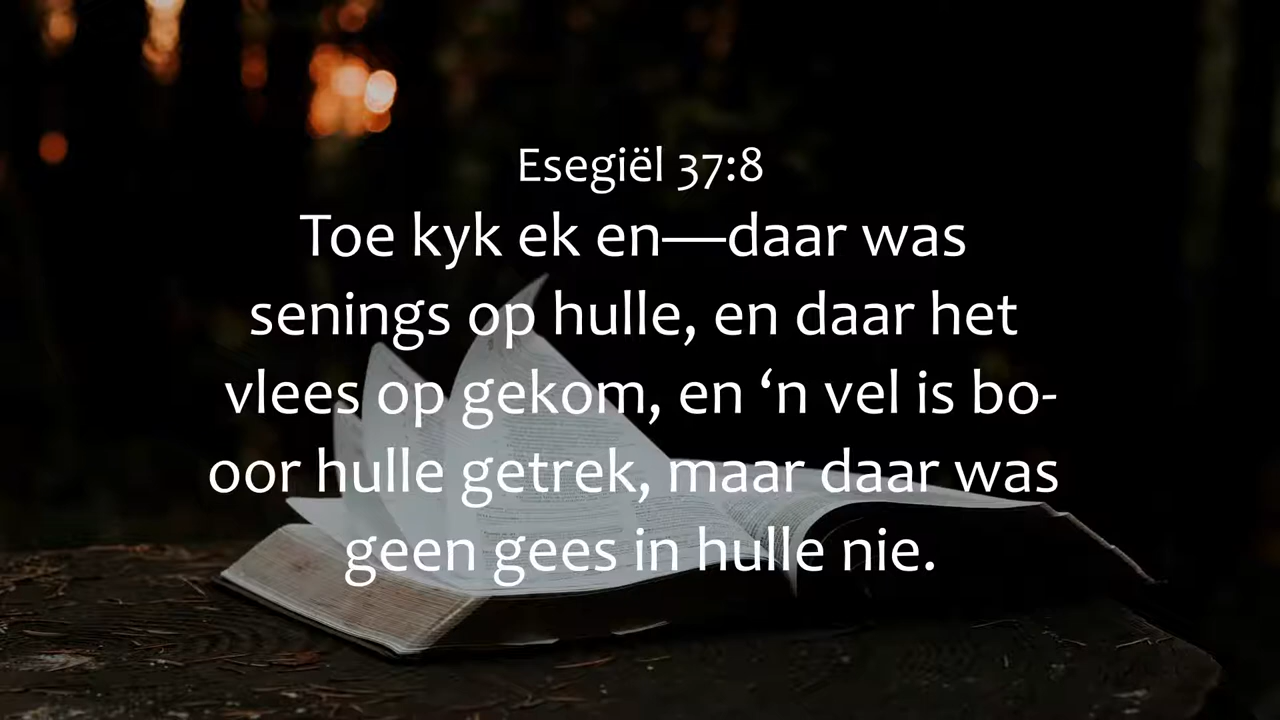 Esegiël 37:8
Toe kyk ek en—daar was
senings op hulle, en daar het
vlees op gekom, en ‘n vel is bo-
oor hulle getrek, maar daar was
geen gees in hulle nie.